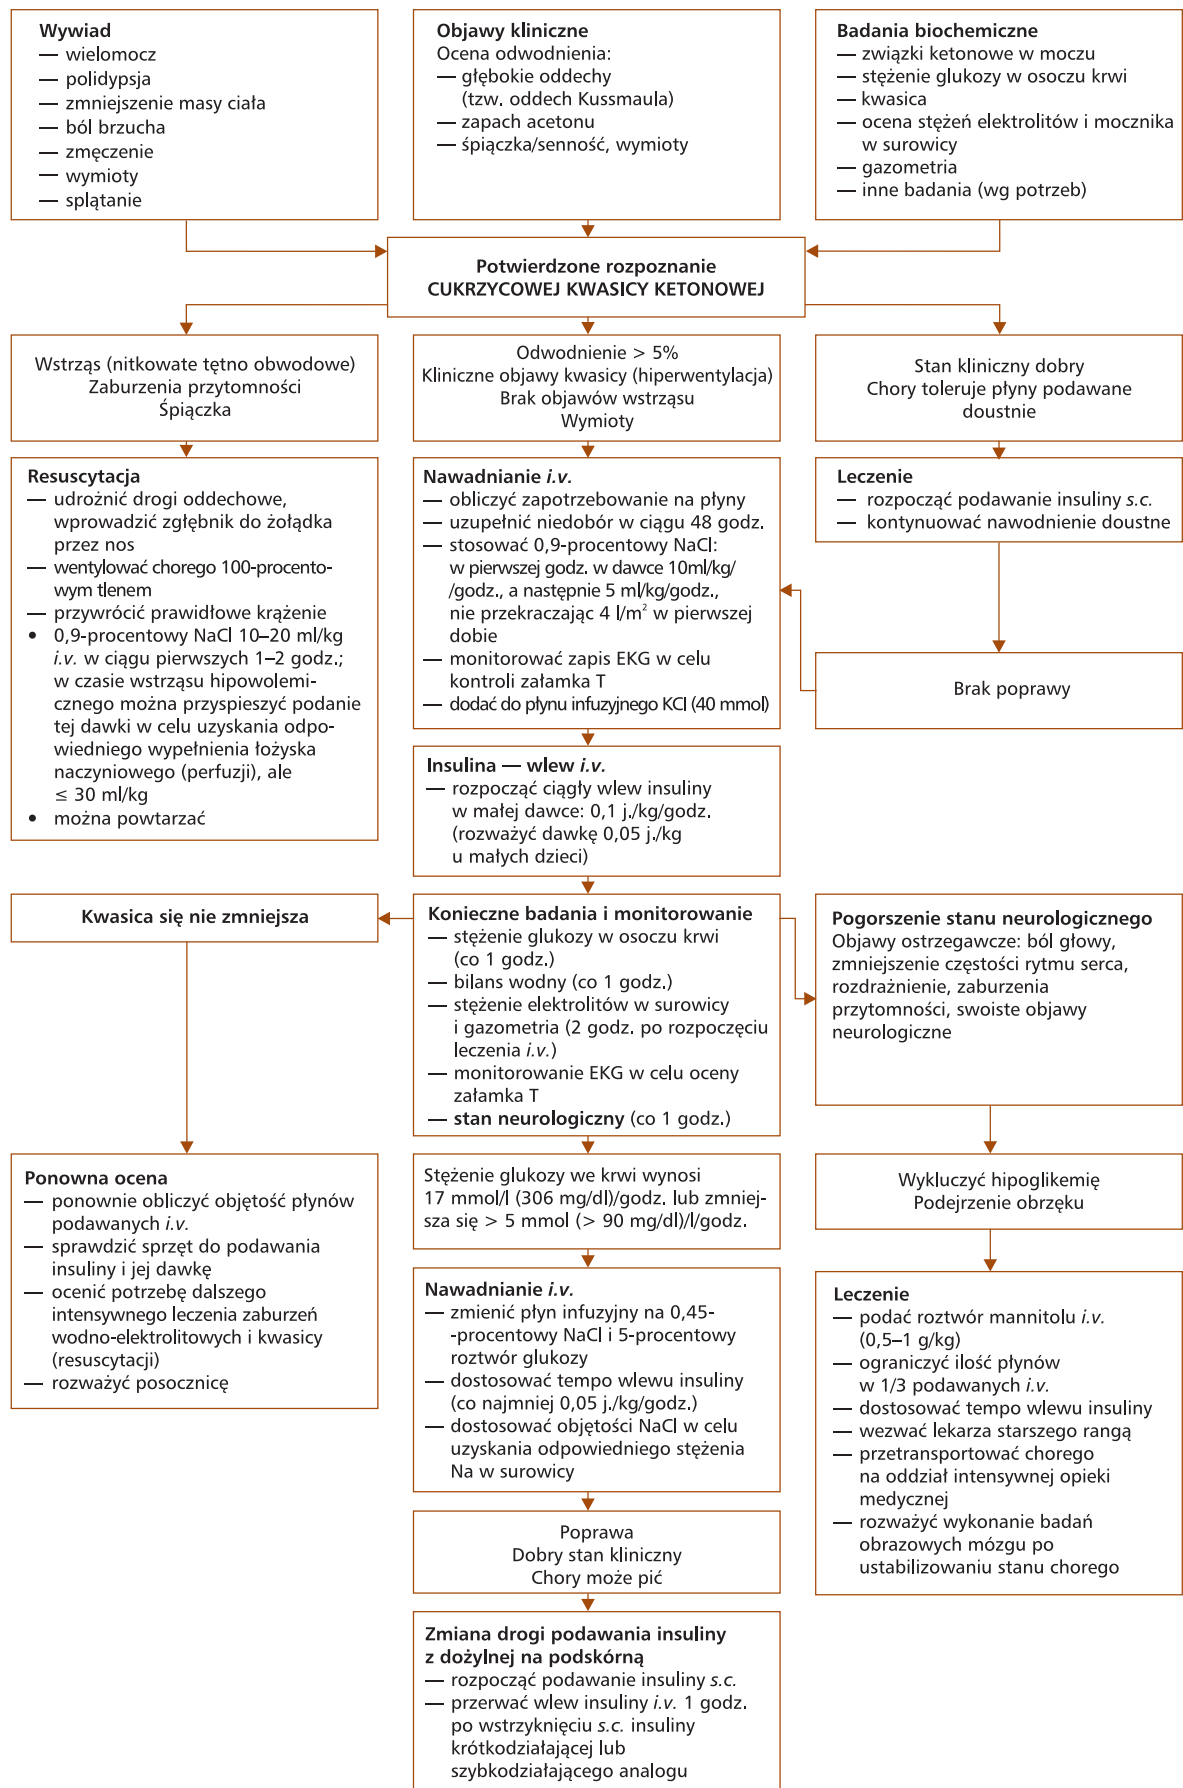 Wywiad
— wielomocz
— polidypsja
— zmniejszenie masy ciała
— ból brzucha
— zmęczenie
— wymioty
— splątanie
Objawy kliniczne
Ocena odwodnienia:
— głębokie oddechy
(tzw. oddech Kussmaula)
— zapach acetonu
— śpiączka/senność, wymioty
Badania biochemiczne
— związki ketonowe w moczu
— stężenie glukozy w osoczu krwi
— kwasica
— ocena stężeń elektrolitów i mocznika
w surowicy
— gazometria
— inne badania (wg potrzeb)
Potwierdzone rozpoznanie
CUKRZYCOWEJ KWASICY KETONOWEJ
Wstrząs (nitkowate tętno obwodowe)
Zaburzenia przytomności
Śpiączka
Odwodnienie > 5%
Kliniczne objawy kwasicy (hiperwentylacja)
Brak objawów wstrząsu
Wymioty
Stan kliniczny dobry
Chory toleruje płyny podawane
doustnie
Resuscytacja
— udrożnić drogi oddechowe,
wprowadzić zgłębnik do żołądka
przez nos
— wentylować chorego 100-procento-
wym tlenem
— przywrócić prawidłowe krążenie
• 0,9-procentowy NaCl 10–20 ml/kg
i.v. w ciągu pierwszych 1–2 godz.;
w czasie wstrząsu hipowolemi-
cznego można przyspieszyć podanie
tej dawki w celu uzyskania odpo-
wiedniego wypełnienia łożyska
naczyniowego (perfuzji), ale
≤ 30 ml/kg
• można powtarzać
Nawadnianie i.v.
— obliczyć zapotrzebowanie na płyny
— uzupełnić niedobór w ciągu 48 godz.
— stosować 0,9-procentowy NaCl:
w pierwszej godz. w dawce 10ml/kg/
/godz., a następnie 5 ml/kg/godz.,
nie przekraczając 4 l/m² w pierwszej
dobie
— monitorować zapis EKG w celu
kontroli załamka T
— dodać do płynu infuzyjnego KCl (40 mmol)
Leczenie
— rozpocząć podawanie insuliny s.c.
— kontynuować nawodnienie doustne
Brak poprawy
Insulina — wlew i.v.
— rozpocząć ciągły wlew insuliny
w małej dawce: 0,1 j./kg/godz.
(rozważyć dawkę 0,05 j./kg
u małych dzieci)
Kwasica się nie zmniejsza
Konieczne badania i monitorowanie
— stężenie glukozy w osoczu krwi
(co 1 godz.)
— bilans wodny (co 1 godz.)
— stężenie elektrolitów w surowicy
i gazometria (2 godz. po rozpoczęciu
leczenia i.v.)
— monitorowanie EKG w celu oceny
załamka T
— stan neurologiczny (co 1 godz.)
Pogorszenie stanu neurologicznego
Objawy ostrzegawcze: ból głowy,
zmniejszenie częstości rytmu serca,
rozdrażnienie, zaburzenia
przytomności, swoiste objawy
neurologiczne
Ponowna ocena
— ponownie obliczyć objętość płynów
podawanych i.v.
— sprawdzić sprzęt do podawania
insuliny i jej dawkę
— ocenić potrzebę dalszego
intensywnego leczenia zaburzeń
wodno-elektrolitowych i kwasicy
(resuscytacji)
— rozważyć posocznicę
Stężenie glukozy we krwi wynosi
17 mmol/l (306 mg/dl)/godz. lub zmniej-
sza się > 5 mmol (> 90 mg/dl)/l/godz.
Wykluczyć hipoglikemię
Podejrzenie obrzęku
Nawadnianie i.v.
— zmienić płyn infuzyjny na 0,45-
-procentowy NaCl i 5-procentowy
roztwór glukozy
— dostosować tempo wlewu insuliny
(co najmniej 0,05 j./kg/godz.)
— dostosować objętości NaCl w celu
uzyskania odpowiedniego stężenia
Na w surowicy
Leczenie
— podać roztwór mannitolu i.v.
(0,5–1 g/kg)
— ograniczyć ilość płynów
w 1/3 podawanych i.v.
— dostosować tempo wlewu insuliny
— wezwać lekarza starszego rangą
— przetransportować chorego
na oddział intensywnej opieki
medycznej
— rozważyć wykonanie badań
obrazowych mózgu po
ustabilizowaniu stanu chorego
Poprawa
Dobry stan kliniczny
Chory może pić
Zmiana drogi podawania insuliny
z dożylnej na podskórną
— rozpocząć podawanie insuliny s.c.
— przerwać wlew insuliny i.v. 1 godz.
po wstrzyknięciu s.c. insuliny
krótkodziałającej lub
szybkodziałającego analogu